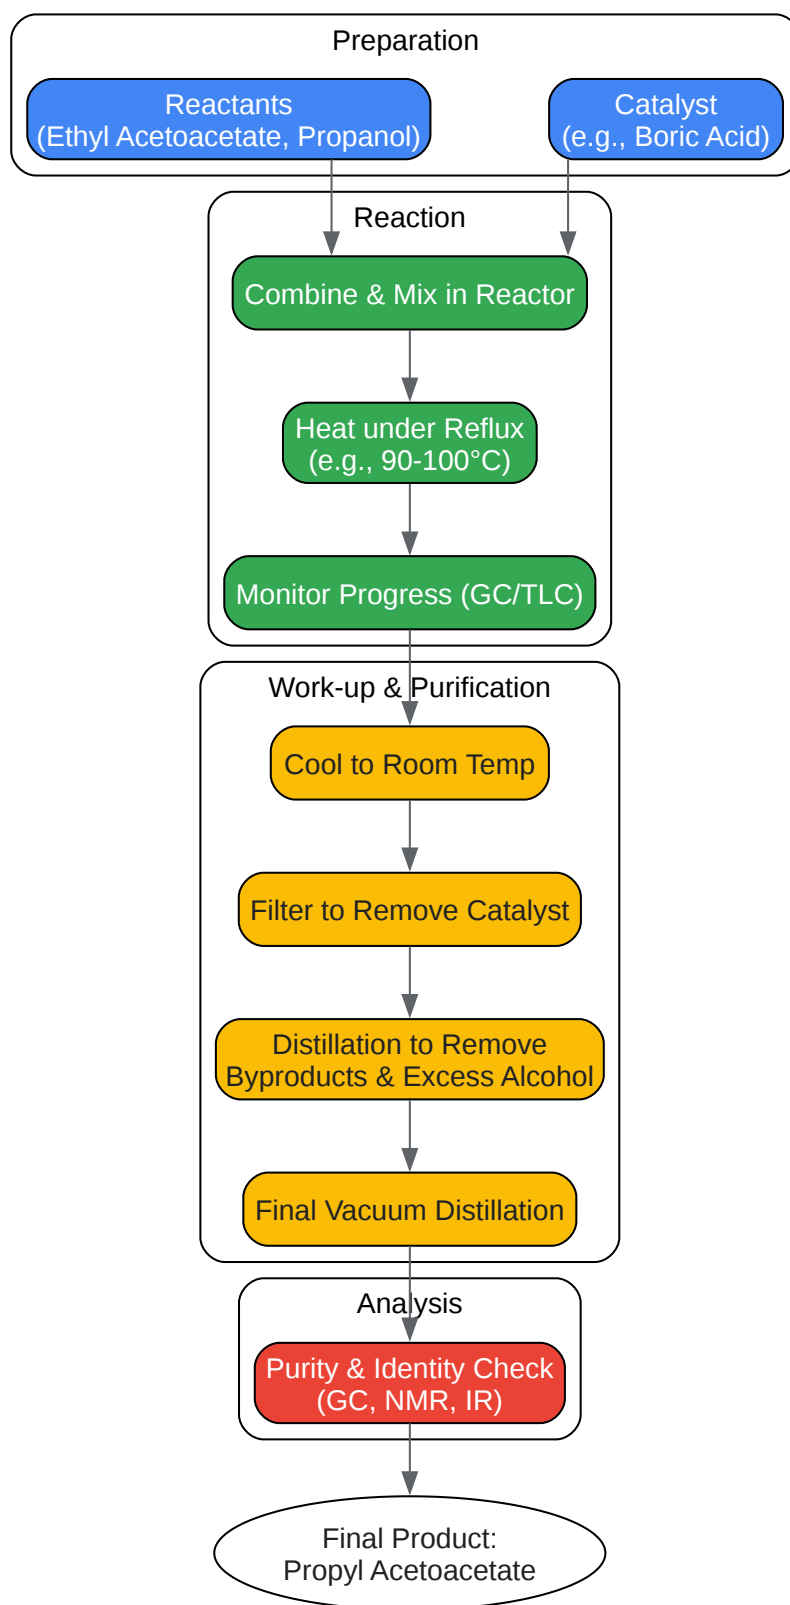 Preparation
Reactants
(Ethyl Acetoacetate, Propanol)
Catalyst
(e.g., Boric Acid)
Reaction
Combine & Mix in Reactor
Heat under Reflux
(e.g., 90-100°C)
Monitor Progress (GC/TLC)
Work-up & Purification
Cool to Room Temp
Filter to Remove Catalyst
Distillation to Remove
Byproducts & Excess Alcohol
Final Vacuum Distillation
Analysis
Purity & Identity Check
(GC, NMR, IR)
Final Product:
Propyl Acetoacetate